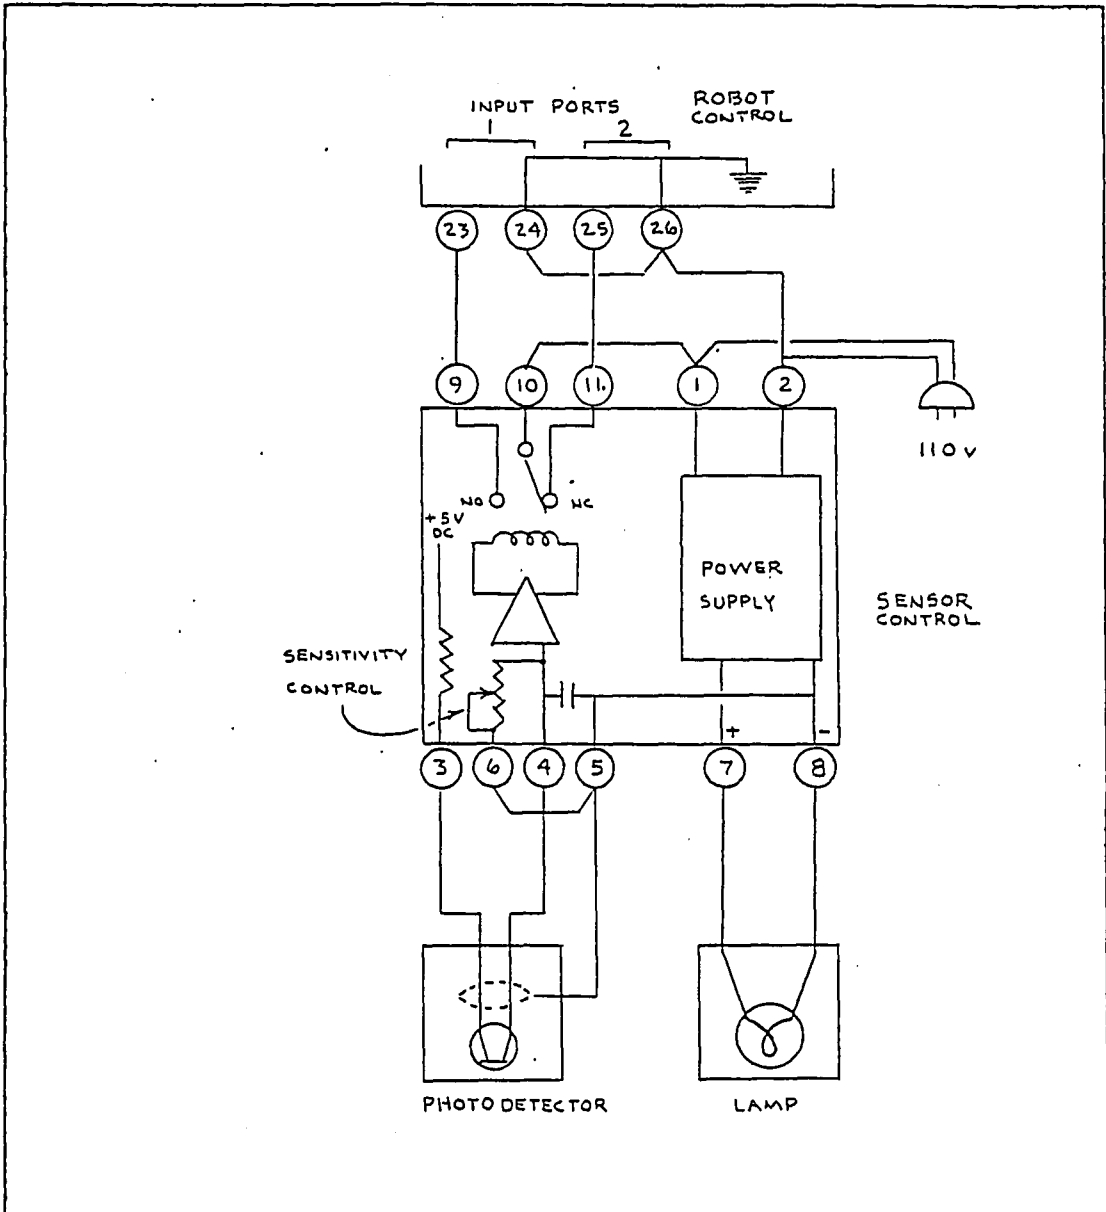 INPUT PORTS
1
2
ROBOT
CONTROL
23
24
25
26
9
10
11.
1
2
110 V
NO
NC
+5V
DC
POWER
SUPPLY
SENSOR
CONTROL
SENSITIVITY
CONTROL
+
-
3
6
4
5
7
8
PHOTO DETECTOR
LAMP